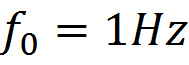 f₀ = 1Hz